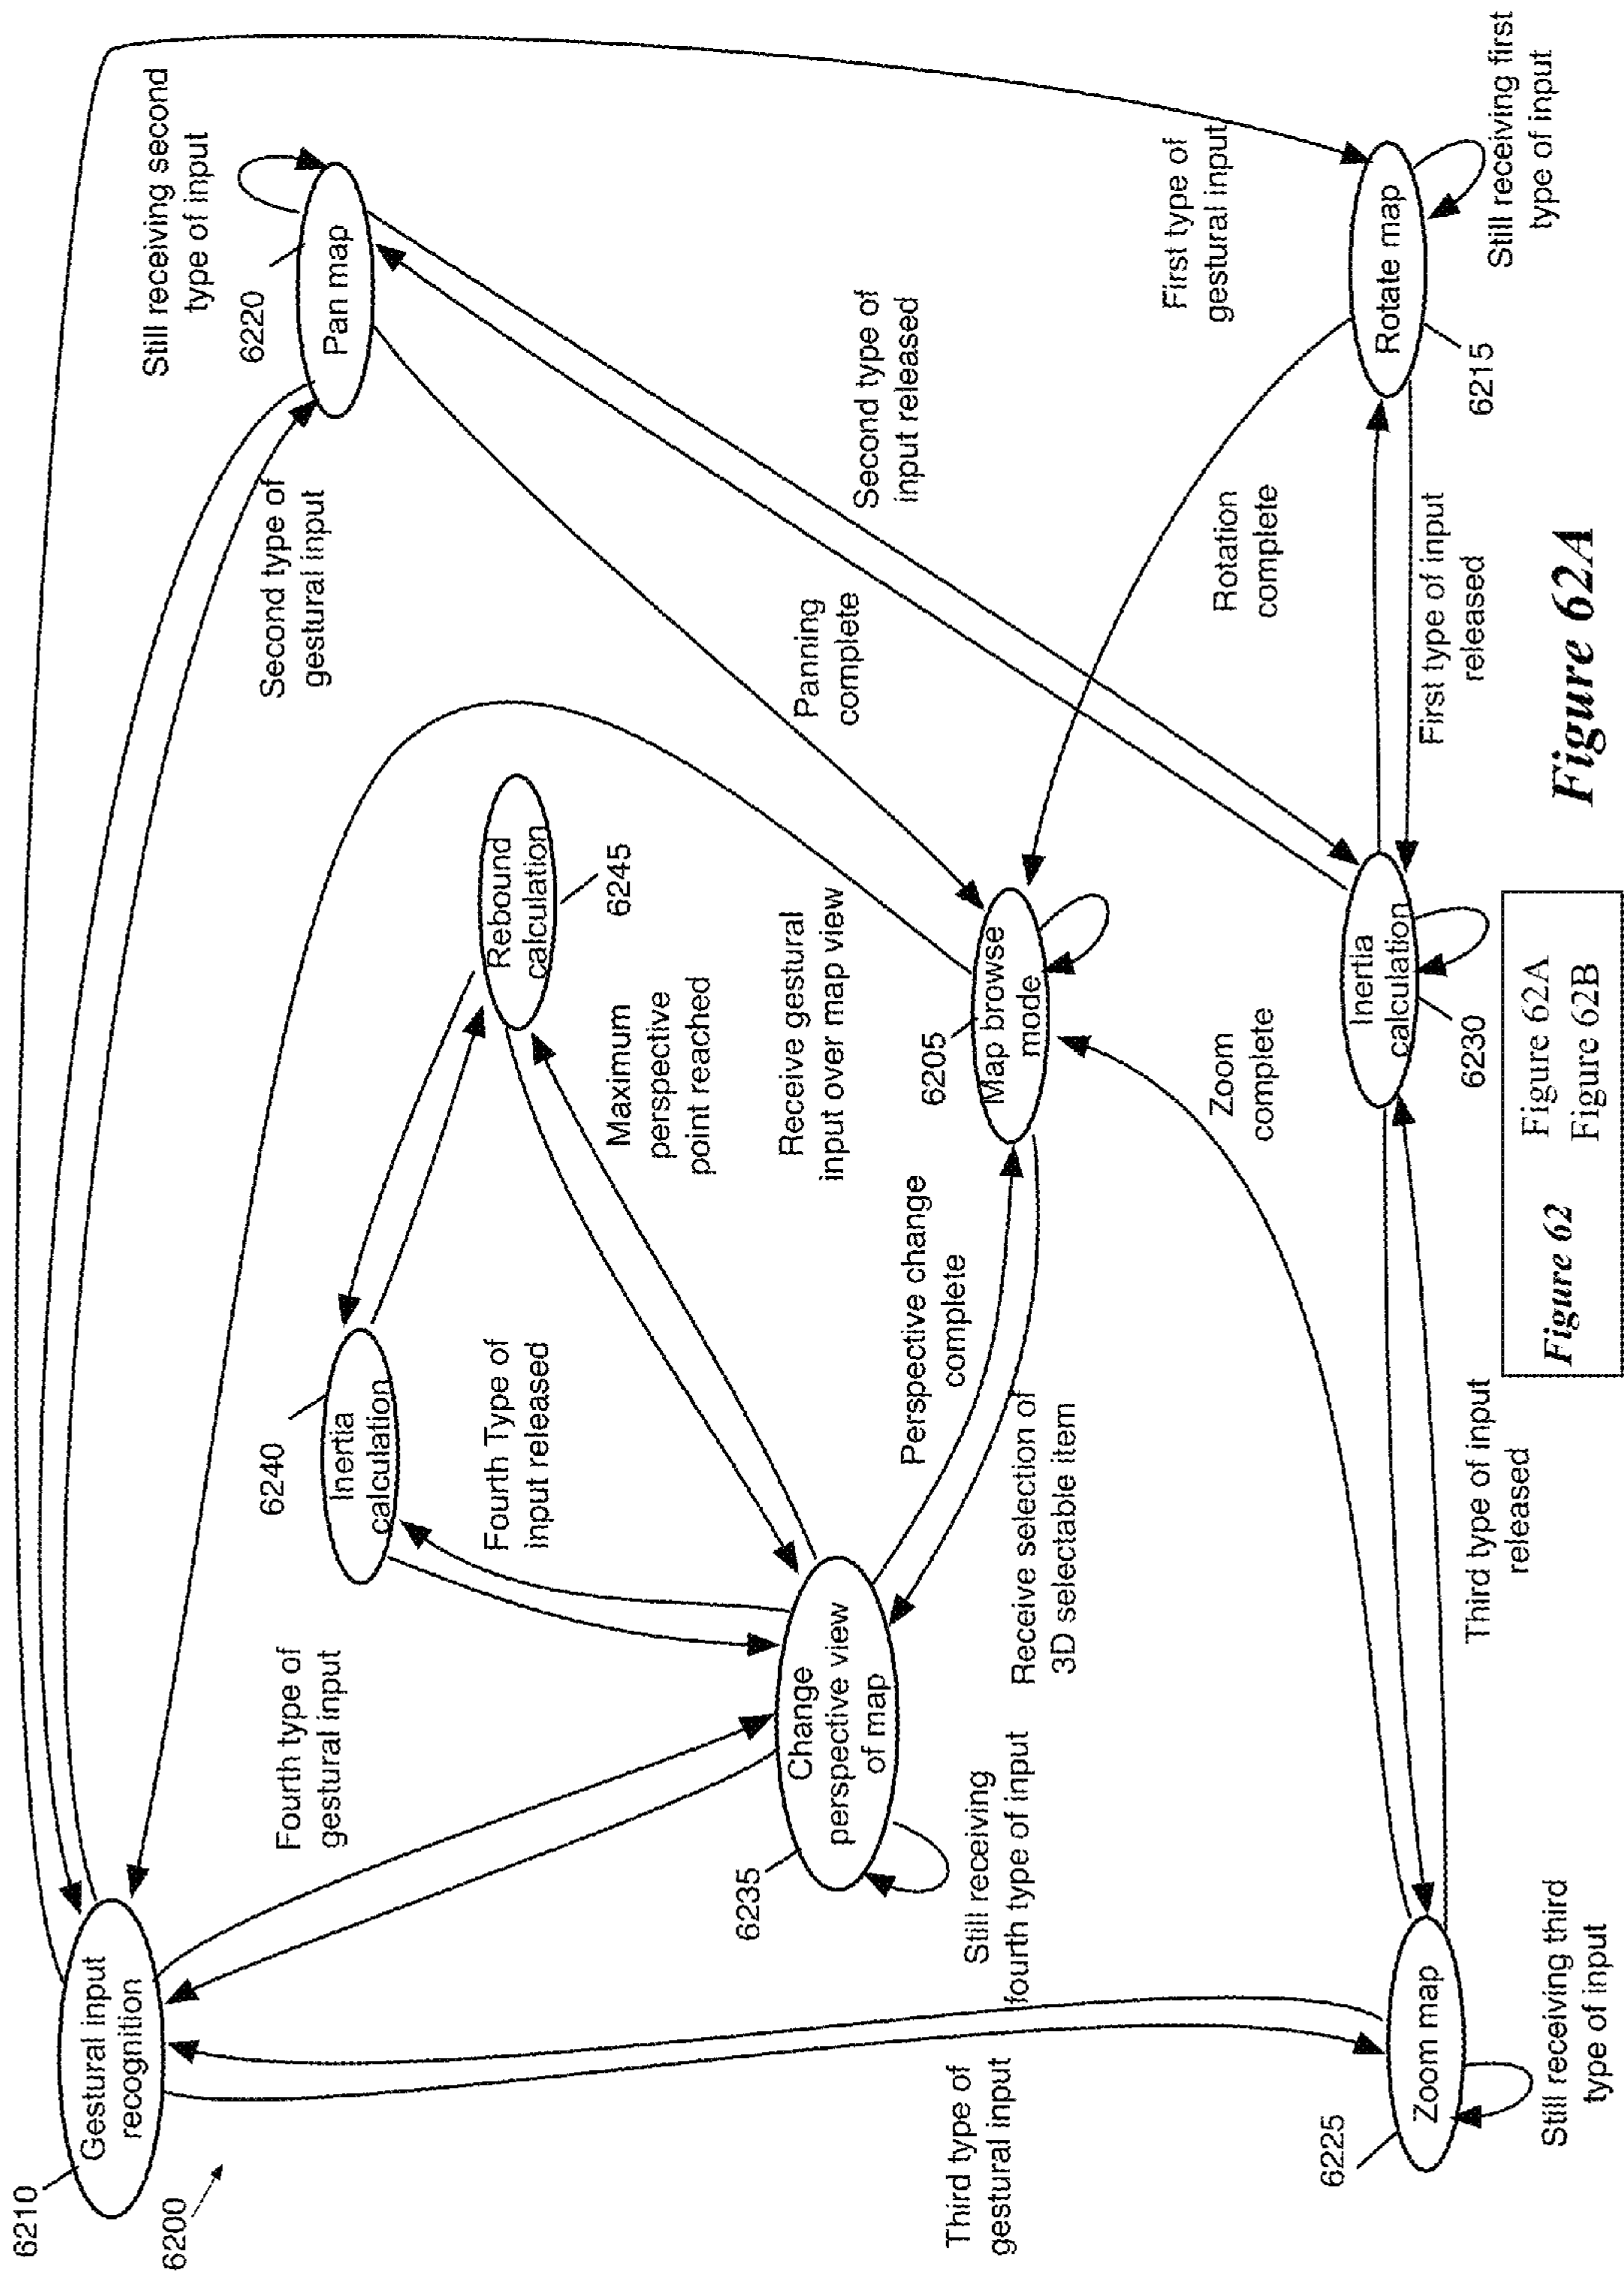 6210
Gestural input
recognition
6200
Second type of
gestural input
Still receiving second
type of input
6220
Pan map
Fourth type of
gestural input
6240
Inertia
calculation
Fourth Type of
input released
Rebound
calculation
6245
Maximum
perspective
point reached
Receive gestural
input over map view
Panning
complete
Second type of
input released
First type of
gestural input
6235
Change
perspective view
of map
Still receiving
fourth type of input
Perspective change
complete
Receive selection of
3D selectable item
6205
Map browse
mode
Rotation
complete
Third type of
gestural input
Zoom
complete
6225
Zoom map
Still receiving third
type of input
Third type of input
released
Inertia
calculation
6230
First type of input
released
Rotate map
6215
Still receiving first
type of input
Figure 62
Figure 62A
Figure 62B
Figure 62A